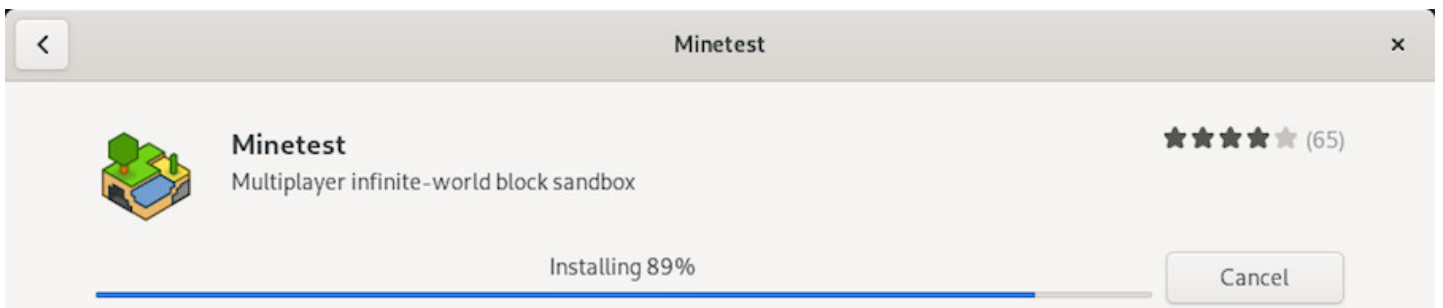 Minetest
Minetest
(65)
Multiplayer infinite-world block sandbox
Installing 89%
Cancel